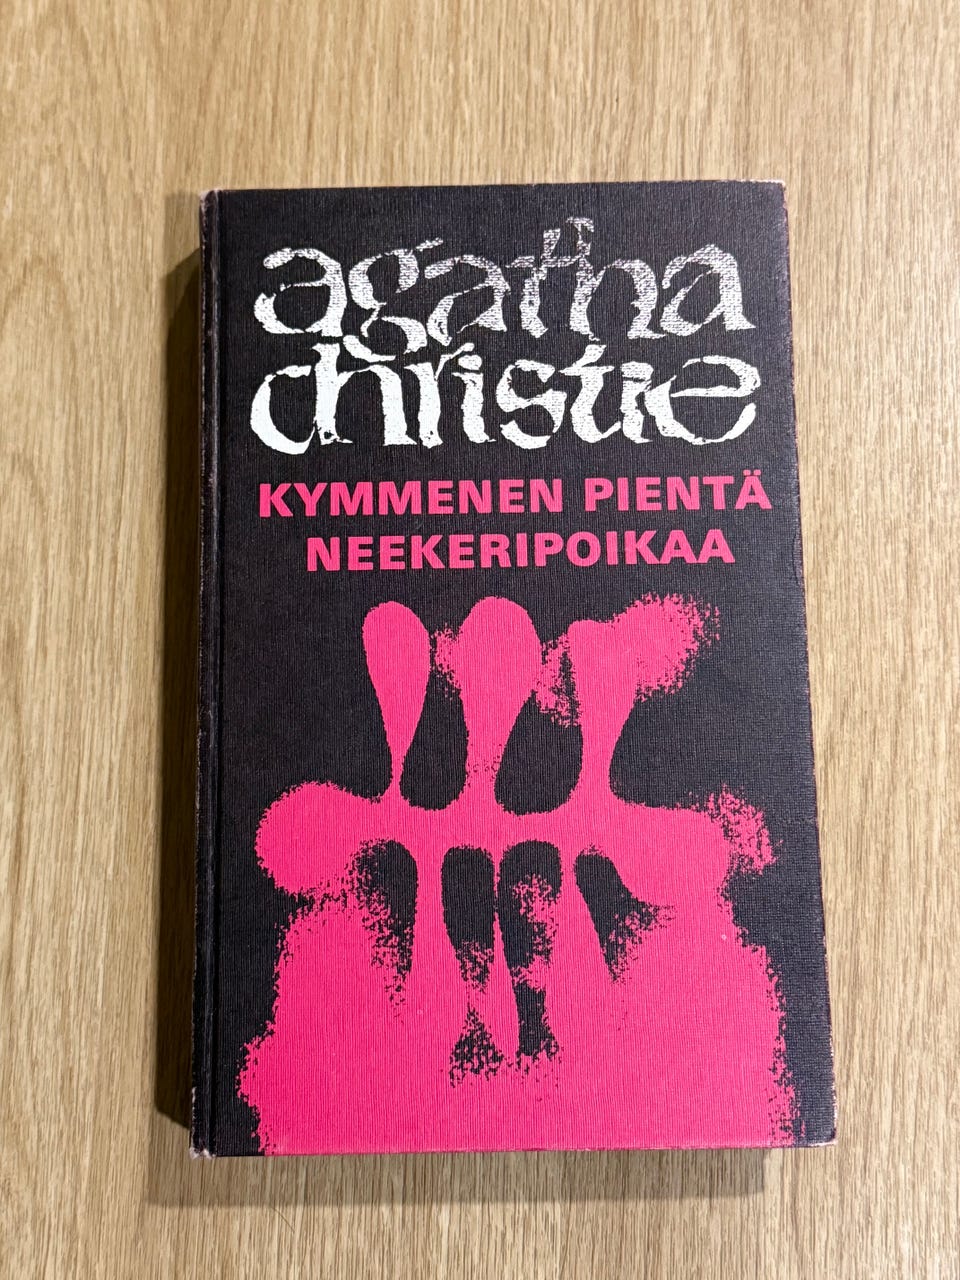 agatha
christie
KYMMENEN PIENTÄ
NEEKERIPOIKAA